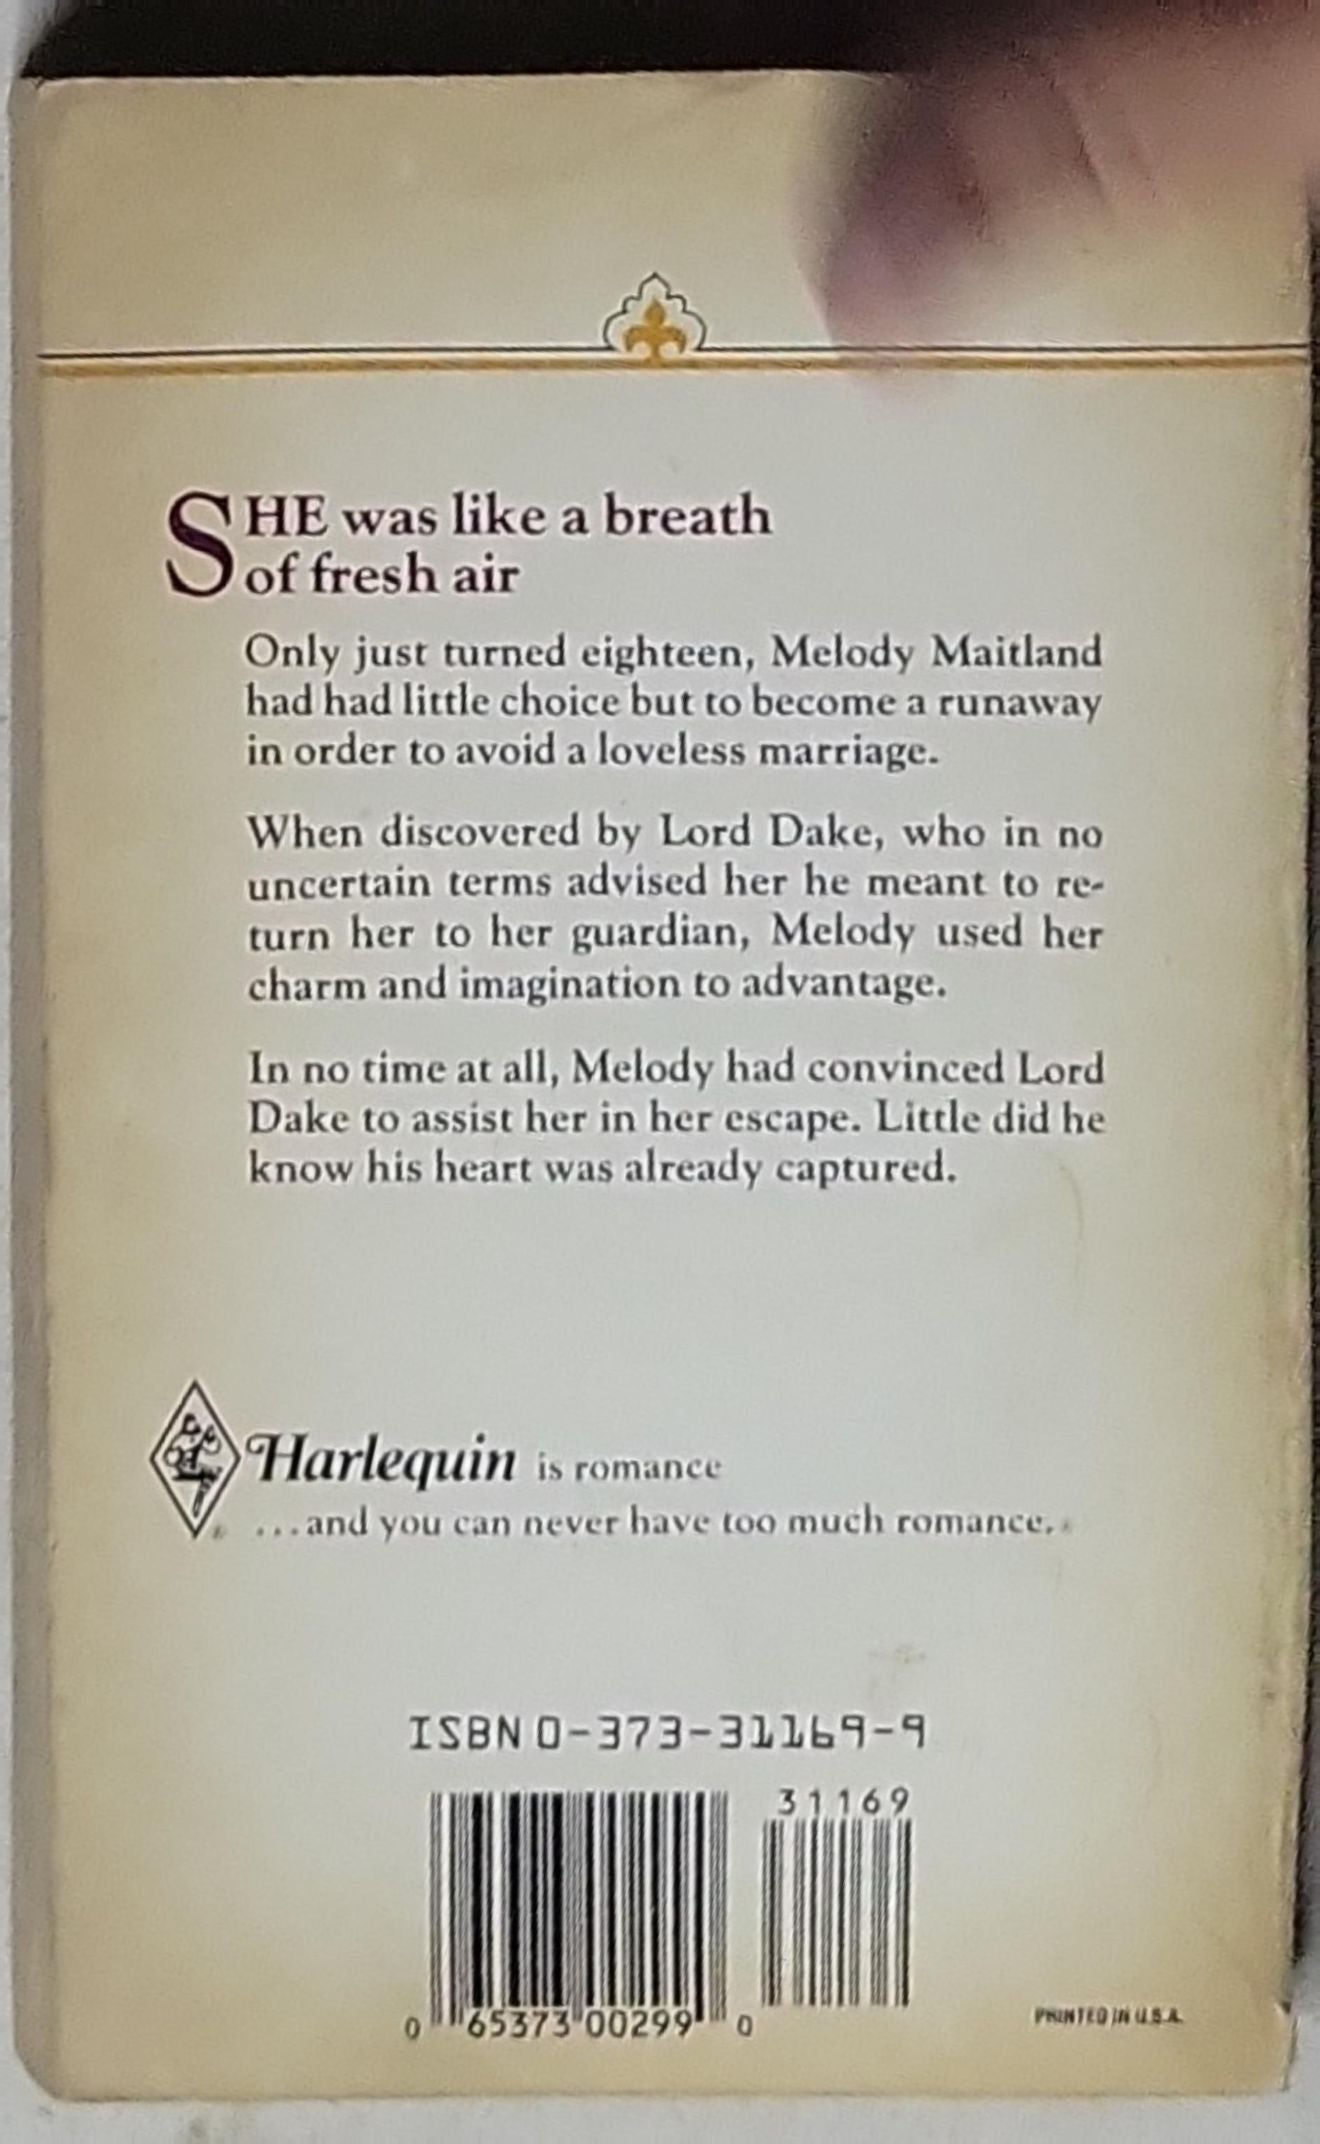 SHE was like a breath
of fresh air
Only just turned eighteen, Melody Maitland
had had little choice but to become a runaway
in order to avoid a loveless marriage.
When discovered by Lord Dake, who in no
uncertain terms advised her he meant to re-
turn her to her guardian, Melody used her
charm and imagination to advantage.
In no time at all, Melody had convinced Lord
Dake to assist her in her escape. Little did he
know his heart was already captured.
Harlequin is romance
...and you can never have too much romance.
ISBN 0-373-31169-9
31169
0 65373 00299 0
PRINTED IN U.S.A.